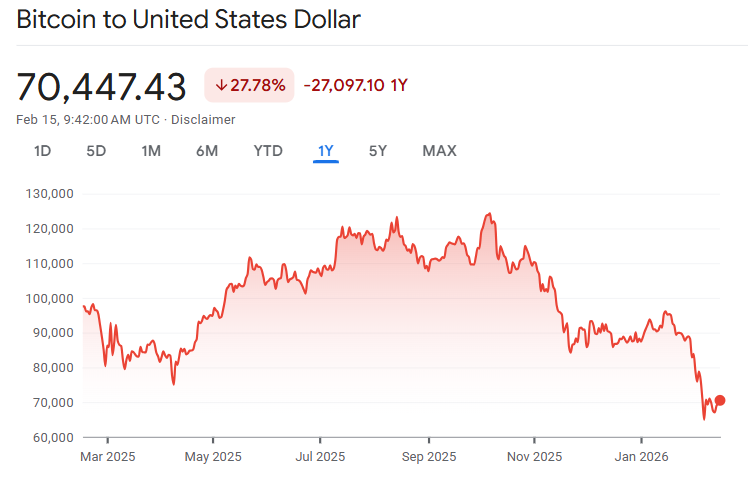 Bitcoin to United States Dollar
70,447.43 ↓27.78% -27,097.10 1Y
Feb 15, 9:42:00 AM UTC · Disclaimer
1D 5D 1M 6M YTD 1Y 5Y MAX
130,000
120,000
110,000
100,000
90,000
80,000
70,000
60,000
Mar 2025 May 2025 Jul 2025 Sep 2025 Nov 2025 Jan 2026